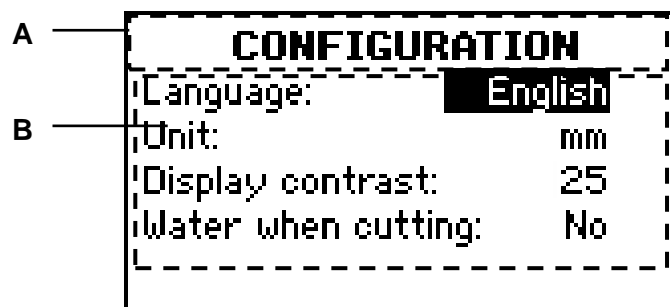 A
CONFIGURATION
Language: English
B
Unit: mm
Display contrast: 25
Water when cutting: No